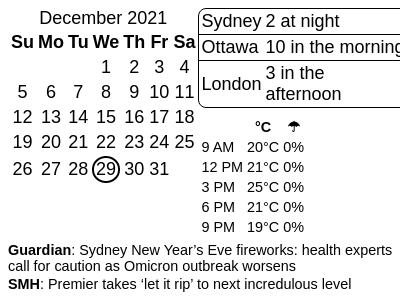 December 2021
Su Mo Tu We Th Fr Sa
1 2 3 4
5 6 7 8 9 10 11
12 13 14 15 16 17 18
19 20 21 22 23 24 25
26 27 28 29 30 31
Sydney 2 at night
Ottawa 10 in the morning
London 3 in the
afternoon
°C ☂
9 AM 20°C 0%
12 PM 21°C 0%
3 PM 25°C 0%
6 PM 21°C 0%
9 PM 19°C 0%
Guardian: Sydney New Year’s Eve fireworks: health experts
call for caution as Omicron outbreak worsens
SMH: Premier takes ‘let it rip’ to next incredulous level